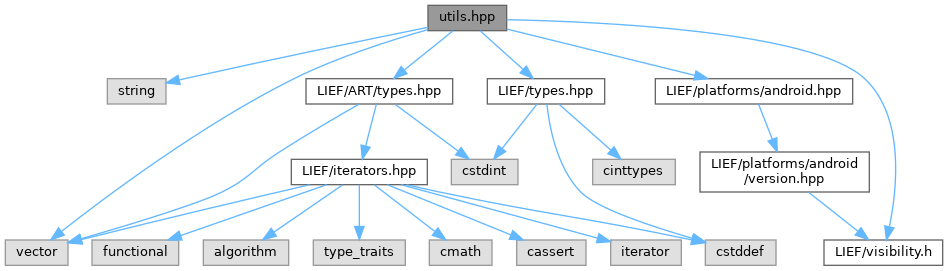 utils.hpp
string
LIEF/ART/types.hpp
LIEF/types.hpp
LIEF/platforms/android.hpp
LIEF/iterators.hpp
cstdint
cinttypes
LIEF/platforms/android
/version.hpp
vector
functional
algorithm
type_traits
cmath
cassert
iterator
cstddef
LIEF/visibility.h